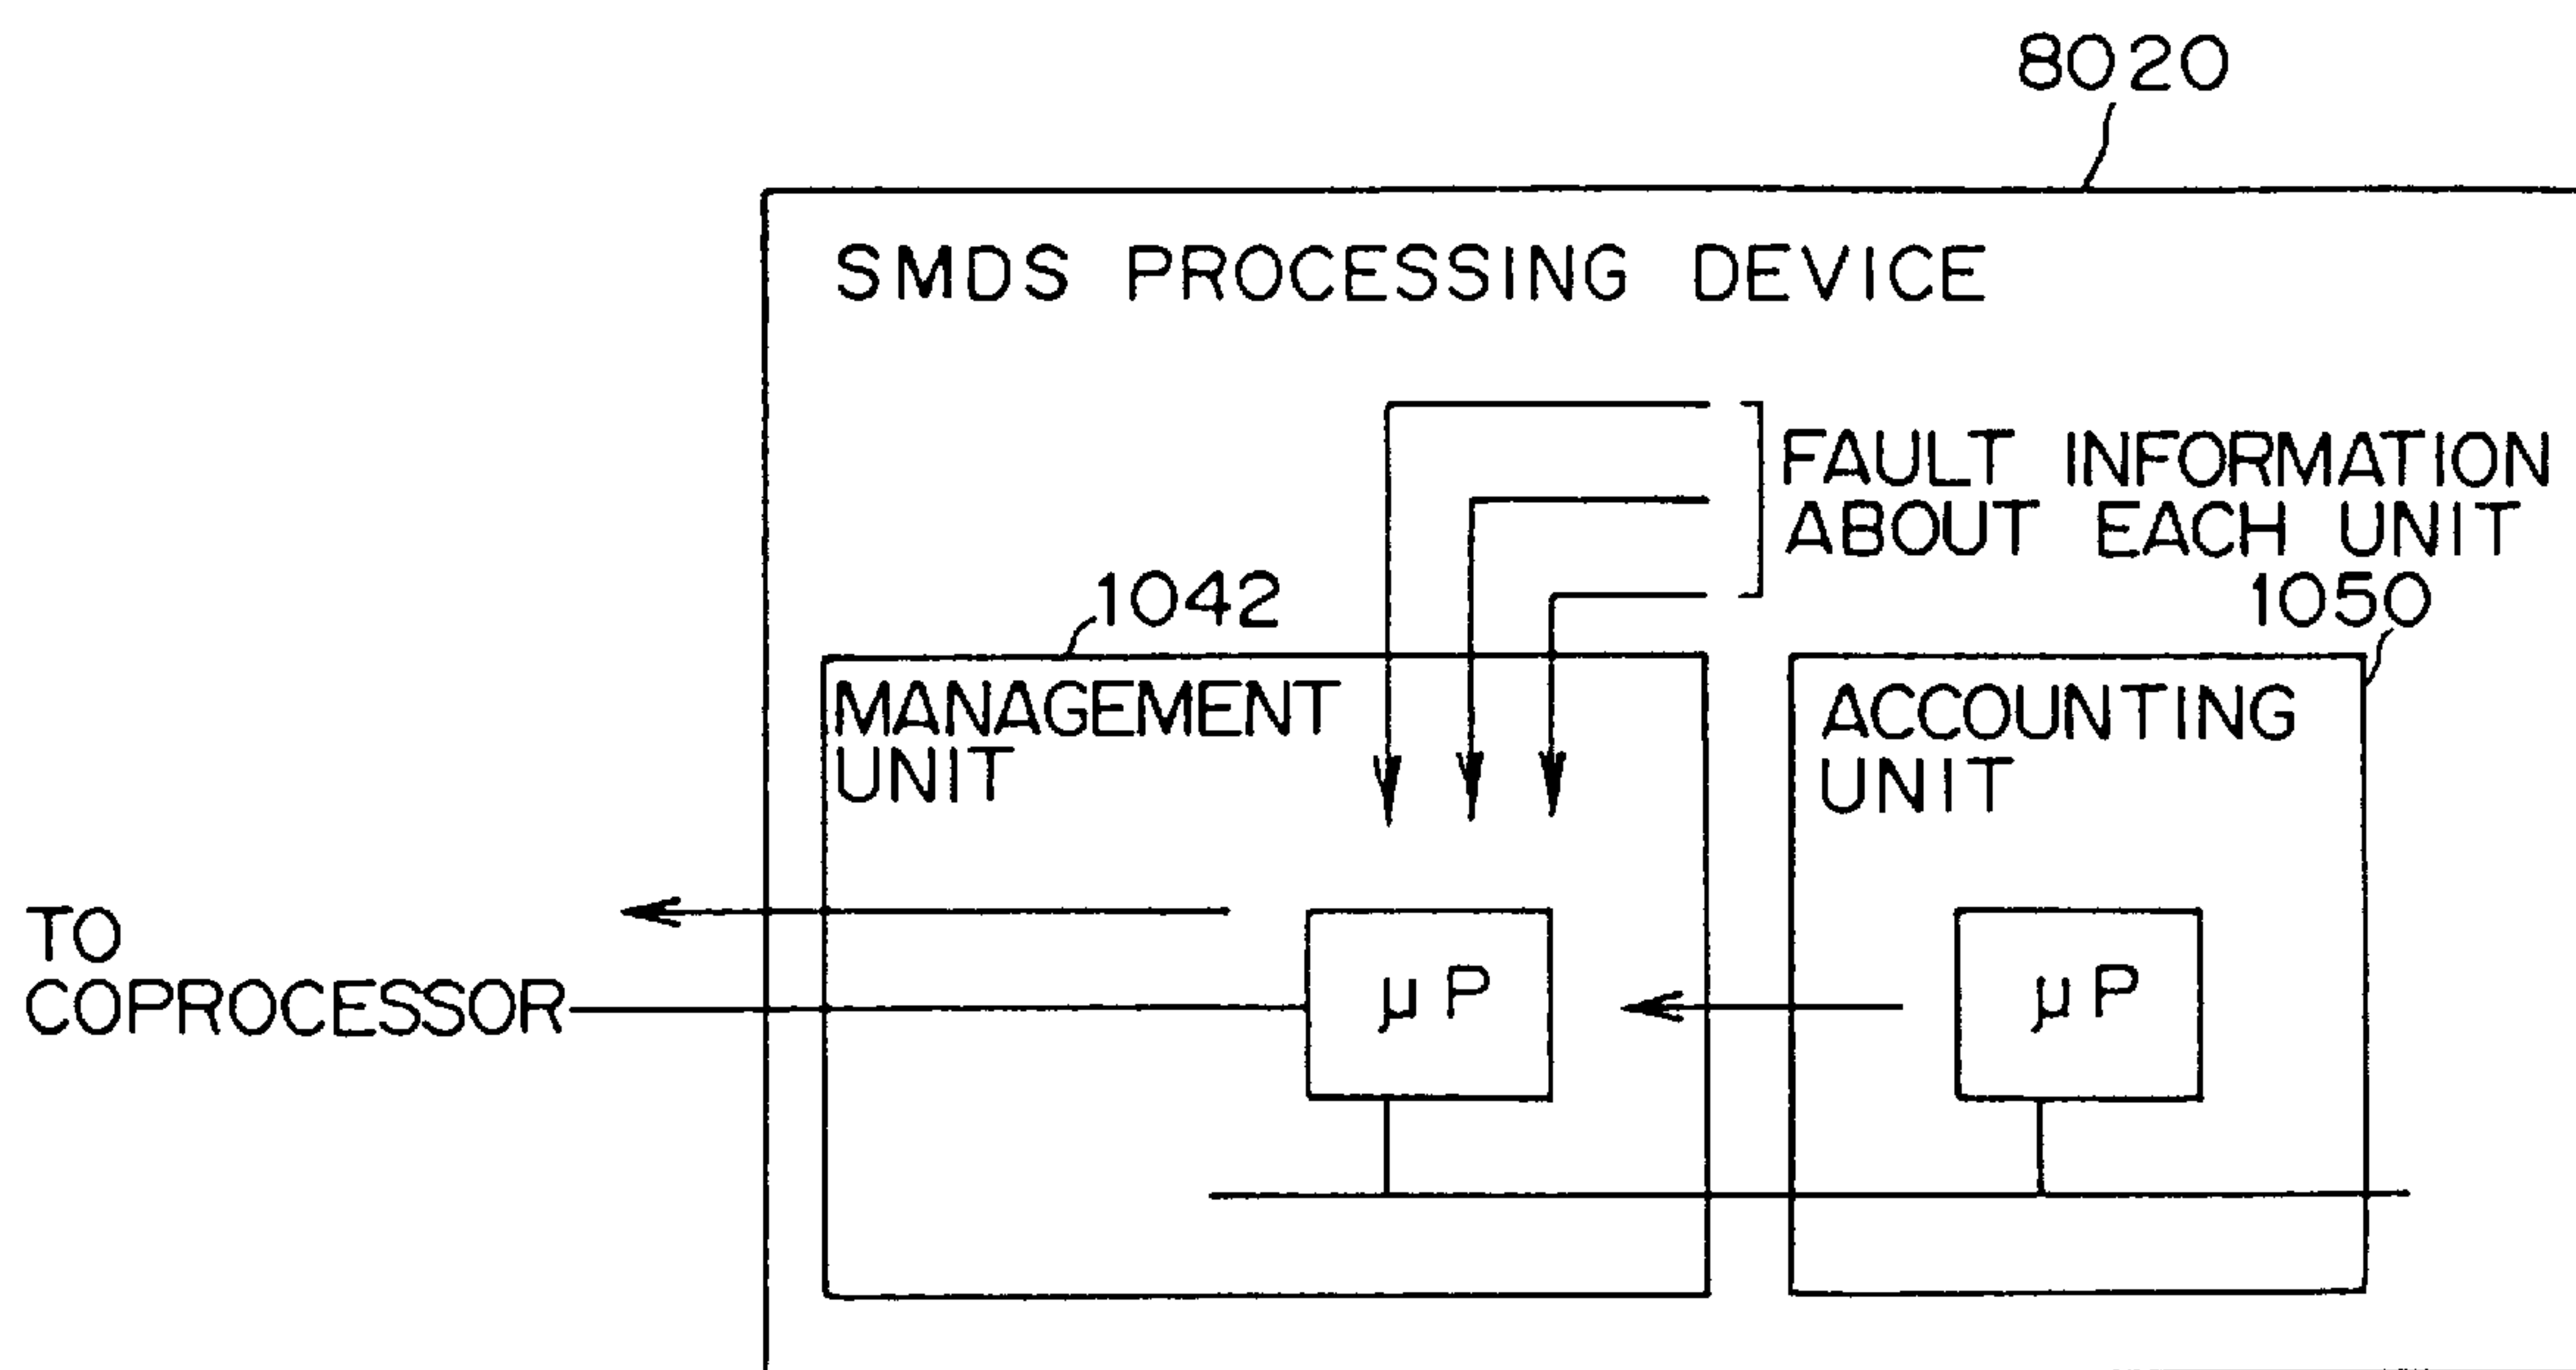 8020
SMDS PROCESSING DEVICE
FAULT INFORMATION
ABOUT EACH UNIT
1042
1050
MANAGEMENT
UNIT
ACCOUNTING
UNIT
TO
COPROCESSOR
μP
μP